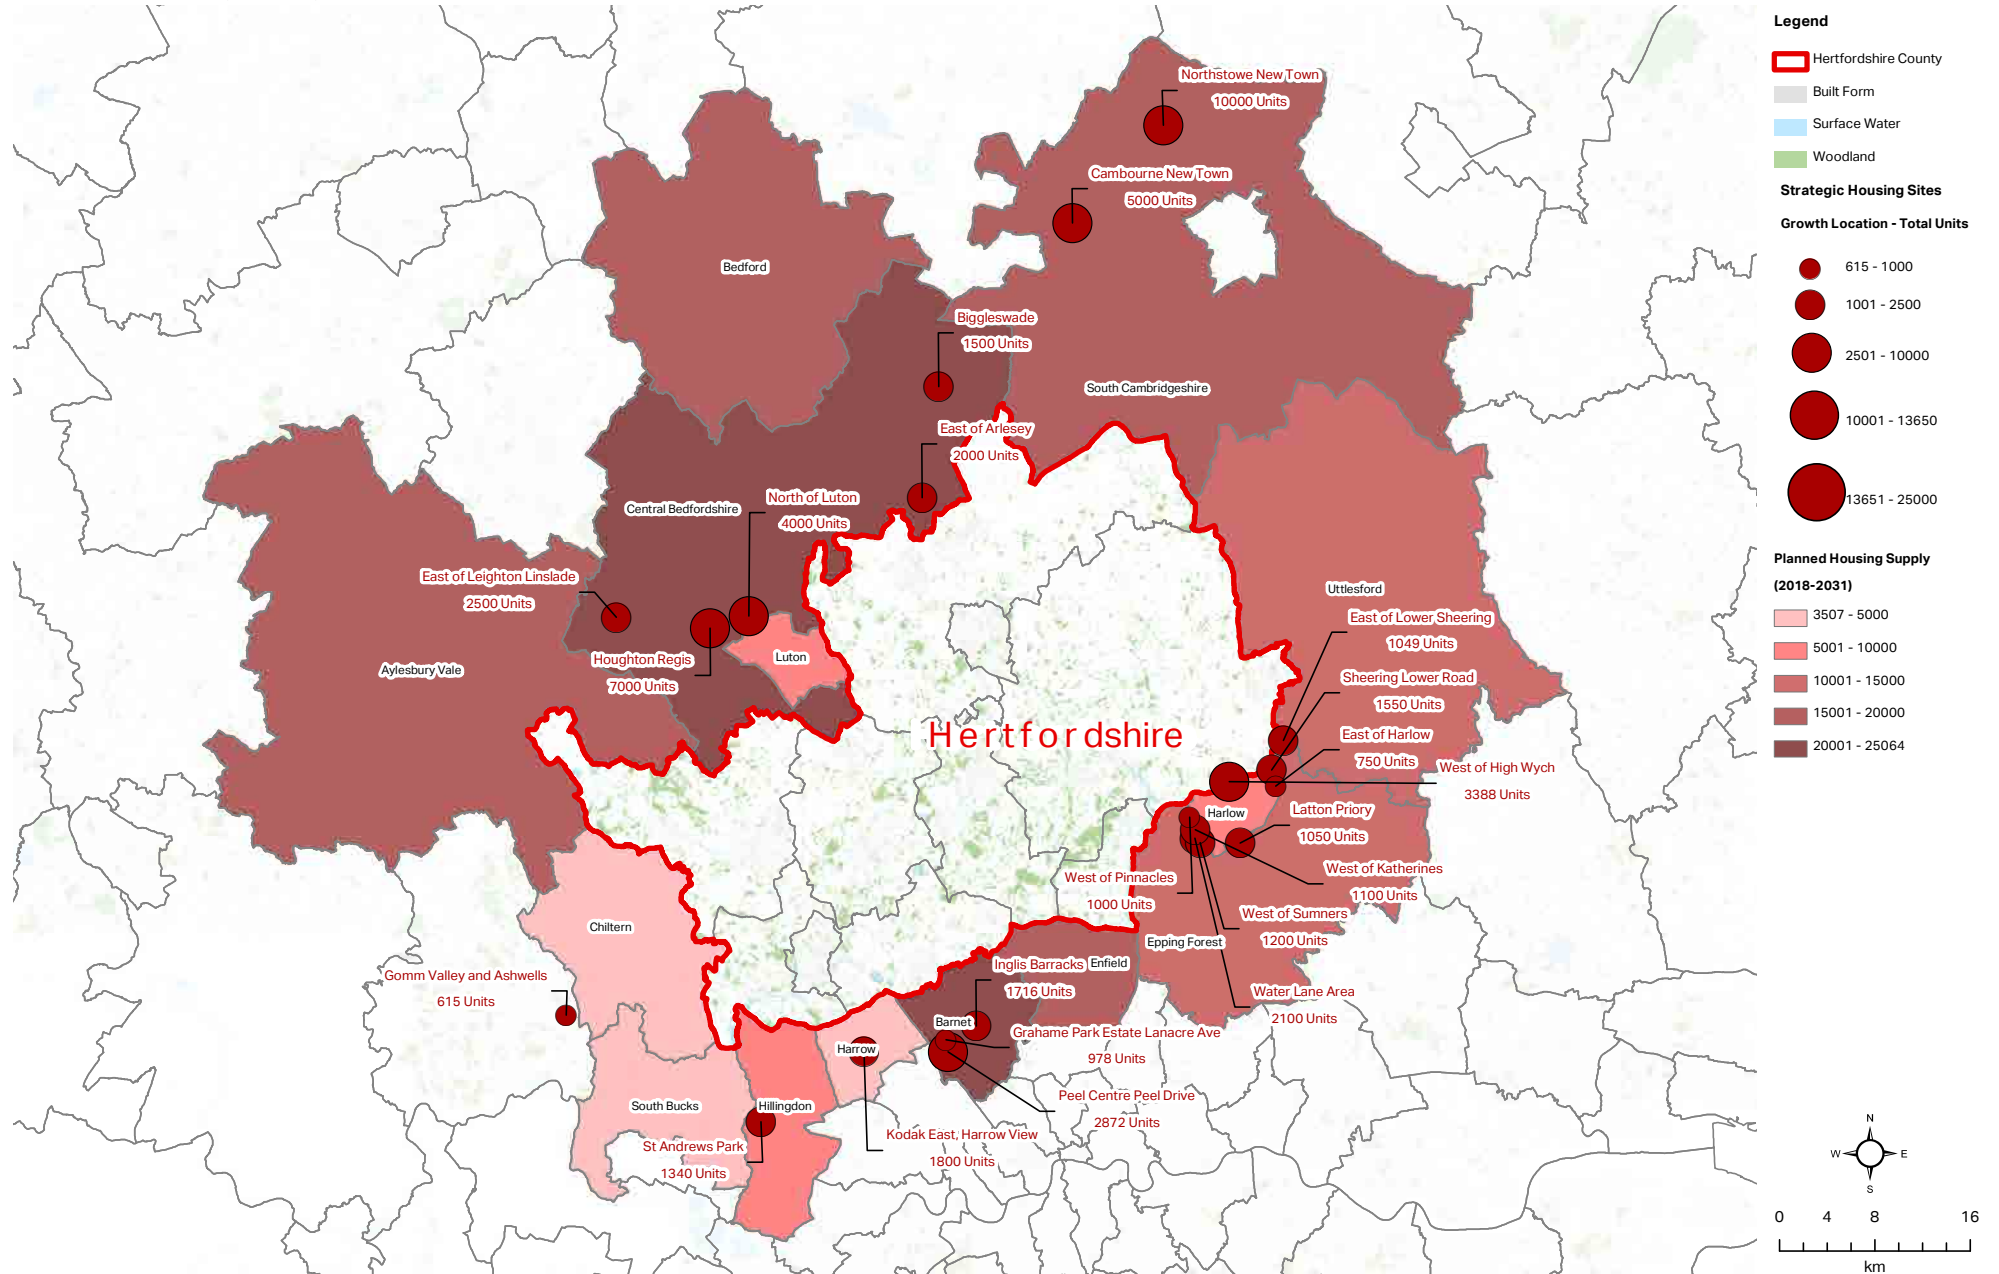 Northstowe New Town
10000 Units
Cambourne New Town
5000 Units
Bedford
Biggleswade
1500 Units
South Cambridgeshire
East of Arlesey
2000 Units
Central Bedfordshire
North of Luton
4000 Units
East of Leighton Linslade
2500 Units
Uttlesford
East of Lower Sheering
1049 Units
Aylesbury Vale
Houghton Regis
7000 Units
Luton
Sheering Lower Road
1550 Units
Hertfordshire
East of Harlow
750 Units
West of High Wych
3388 Units
Harlow
Latton Priory
1050 Units
West of Katherines
1100 Units
West of Pinnacles
1000 Units
West of Sumners
1200 Units
Chiltern
Epping Forest
Enfield
Inglis Barracks
1716 Units
Gomm Valley and Ashwells
615 Units
Water Lane Area
2100 Units
Barnet
Grahame Park Estate Lanacre Ave
978 Units
Harrow
Peel Centre Peel Drive
2872 Units
South Bucks
Hillingdon
Kodak East, Harrow View
1800 Units
St Andrews Park
1340 Units
Legend
Hertfordshire County
Built Form
Surface Water
Woodland
Strategic Housing Sites
Growth Location - Total Units
615 - 1000
1001 - 2500
2501 - 10000
10001 - 13650
13651 - 25000
Planned Housing Supply
(2018-2031)
3507 - 5000
5001 - 10000
10001 - 15000
15001 - 20000
20001 - 25064
N
W E
S
0 4 8 16
km